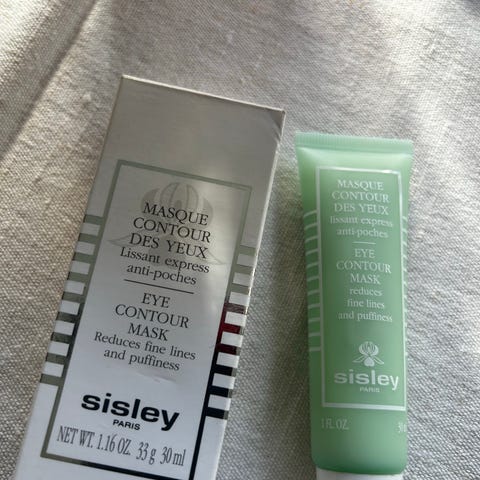 MASQUE
CONTOUR
DES YEUX
Lissant express
anti-poches
EYE
CONTOUR
MASK
Reduces fine lines
and puffiness
sisley
PARIS
NET WT. 1.16 OZ. 33 g 30 ml
MASQUE
CONTOUR
DES YEUX
lissant express
anti-poches
EYE
CONTOUR
MASK
reduces
fine lines
and puffiness
sisley
PARIS
1 FL. OZ.